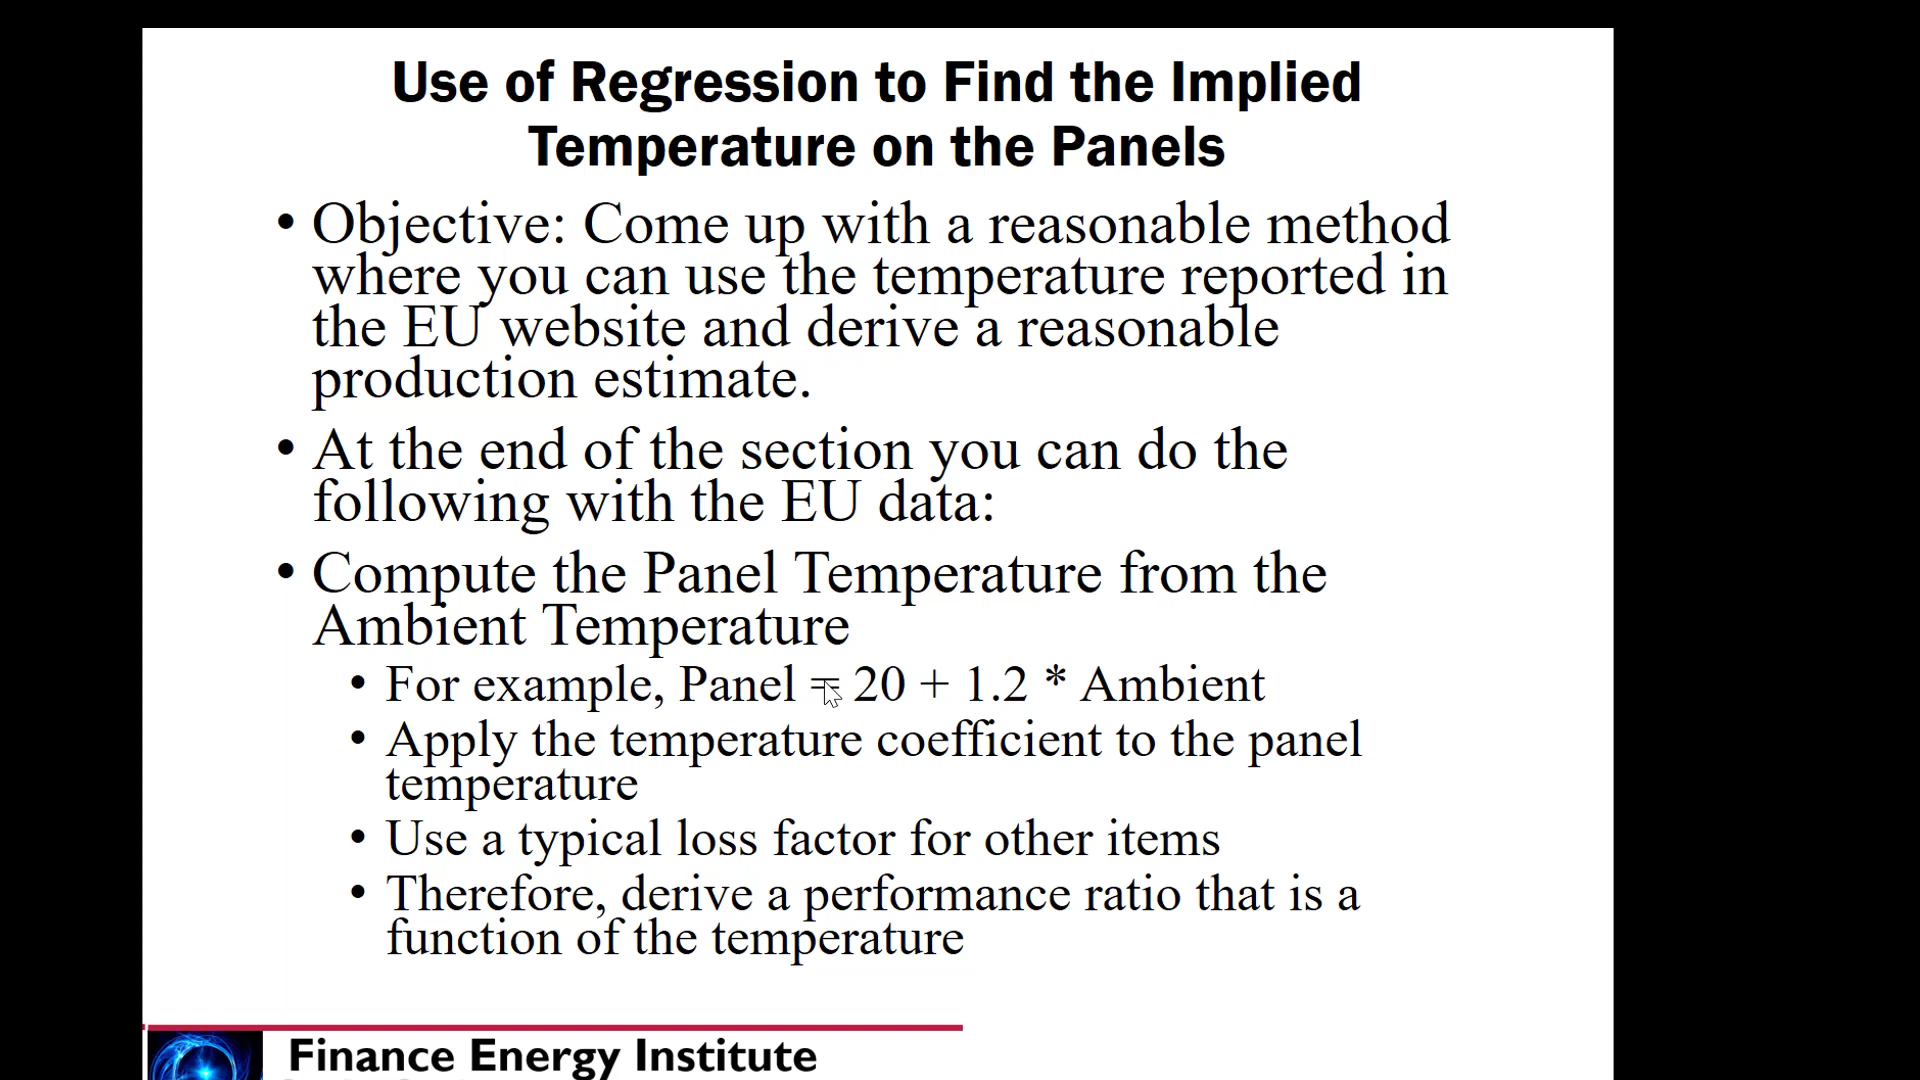 Use of Regression to Find the Implied
Temperature on the Panels
• Objective: Come up with a reasonable method
where you can use the temperature reported in
the EU website and derive a reasonable
production estimate.
• At the end of the section you can do the
following with the EU data:
• Compute the Panel Temperature from the
Ambient Temperature
• For example, Panel = 20 + 1.2 * Ambient
• Apply the temperature coefficient to the panel
temperature
• Use a typical loss factor for other items
• Therefore, derive a performance ratio that is a
function of the temperature
Finance Energy Institute